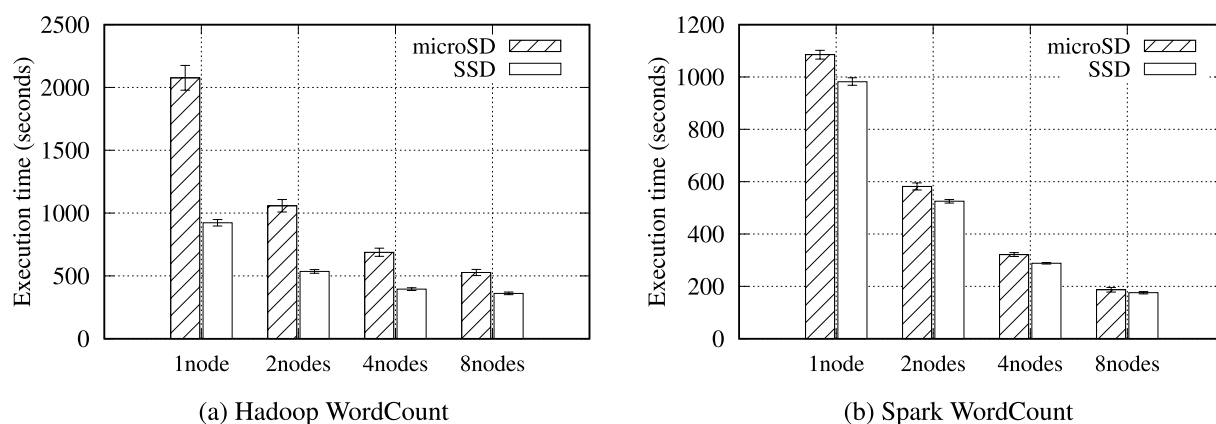 2500
2000
1500
1000
500
0
Execution time (seconds)
microSD
SSD
1node 2nodes 4nodes 8nodes
(a) Hadoop WordCount
1200
1000
800
600
400
200
0
Execution time (seconds)
microSD
SSD
1node 2nodes 4nodes 8nodes
(b) Spark WordCount